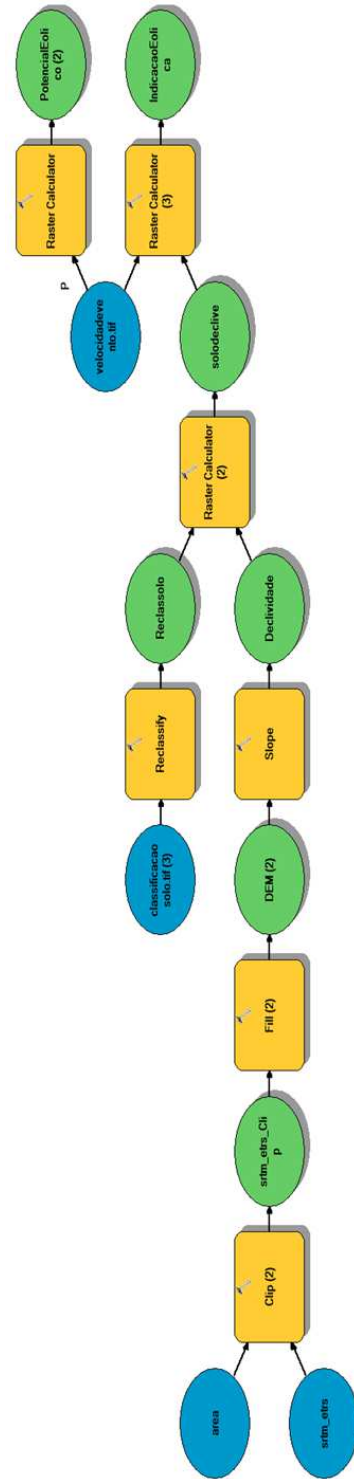 area
srtm_etrs
Clip (2)
srtm_etrs_Cli
p
Fill (2)
DEM (2)
Slope
Declividade
classificacao
solo.tif (3)
Reclassify
Reclassolo
Raster Calculator
(2)
solodeclive
velocidadeve
nto.tif
P
Raster Calculator
PotencialEoli
co (2)
Raster Calculator
(3)
IndicacaoEoli
ca